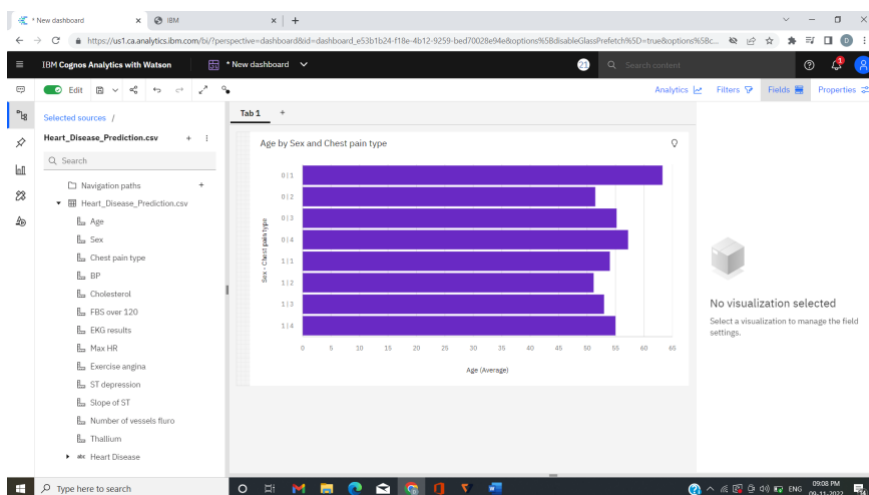 * New dashboard
IBM
https://us1.ca.analytics.ibm.com/bi/?perspective=dashboard&id=dashboard_e53b1b24-f18e-4b12-9259-bed70028e94e&options%5BdisableGlassPrefetch%5D=true&options%5Bc...
D
IBM Cognos Analytics with Watson
* New dashboard
21
Search content
1
Edit
Analytics
Filters
Fields
Properties
Selected sources /
Tab 1
Heart_Disease_Prediction.csv
Search
Navigation paths
Heart_Disease_Prediction.csv
Age
Sex
Chest pain type
BP
Cholesterol
FBS over 120
EKG results
Max HR
Exercise angina
ST depression
Slope of ST
Number of vessels fluro
Thallium
abc Heart Disease
Age by Sex and Chest pain type
Sex - Chest pain type
0|1
0|2
0|3
0|4
1|1
1|2
1|3
1|4
0 5 10 15 20 25 30 35 40 45 50 55 60 65
Age (Average)
No visualization selected
Select a visualization to manage the field
settings.
Type here to search
ENG
09:08 PM
09-11-2022